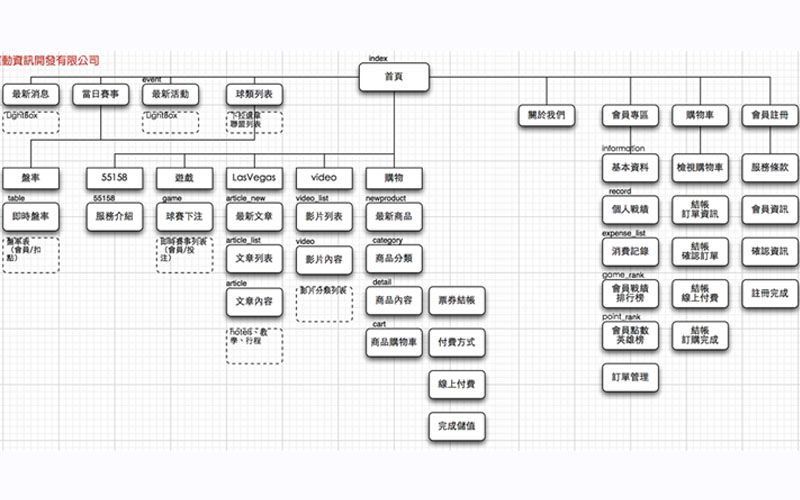 動資訊開發有限公司
index
首頁
最新消息
LightBox
當日賽事
event
最新活動
LightBox
球類列表
下拉選單
聯盟列表
關於我們
會員專區
購物車
會員註冊
盤率
55158
遊戲
LasVegas
video
購物
table
即時盤率
盤率表
（會員/扣
點）
55158
服務介紹
game
球賽下注
即時賽事列表
（會員/投
注）
article_new
最新文章
article_list
文章列表
article
文章內容
hotels、教
學、行程
video_list
影片列表
video
影片內容
影片分類列表
newproduct
最新商品
category
商品分類
detail
商品內容
cart
商品購物車
票券結帳
付費方式
線上付費
完成儲值
information
基本資料
record
個人戰績
expense_list
消費記錄
game_rank
會員戰績
排行榜
point_rank
會員點數
英雄榜
訂單管理
檢視購物車
結帳
訂單資訊
結帳
確認訂單
結帳
線上付費
結帳
訂購完成
服務條款
會員資訊
確認資訊
註冊完成